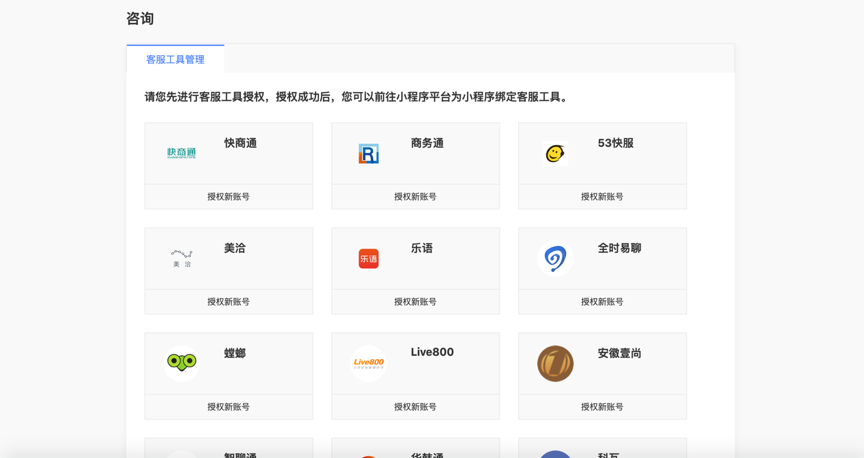 咨询
客服工具管理
请您先进行客服工具授权，授权成功后，您可以前往小程序平台为小程序绑定客服工具。
快商通
快商通
商务通
53快服
授权新账号
授权新账号
授权新账号
美洽
美洽
乐语
乐语
全时易聊
授权新账号
授权新账号
授权新账号
螳螂
Live800
Live800
安徽壹尚
授权新账号
授权新账号
授权新账号